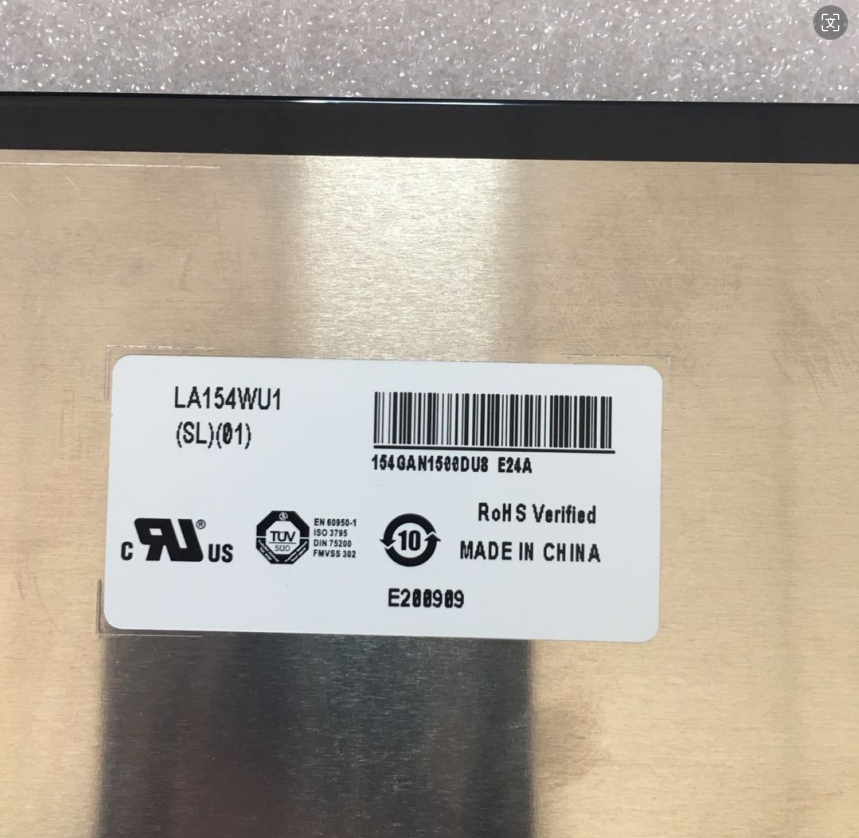 LA154WU1
(SL)(01)
154GAN1500DU8 E24A
C RU ® US
TUV
SUD
EN 60950-1
ISO 3795
DIN 75200
FMVSS 302
10
RoHS Verified
MADE IN CHINA
E200909